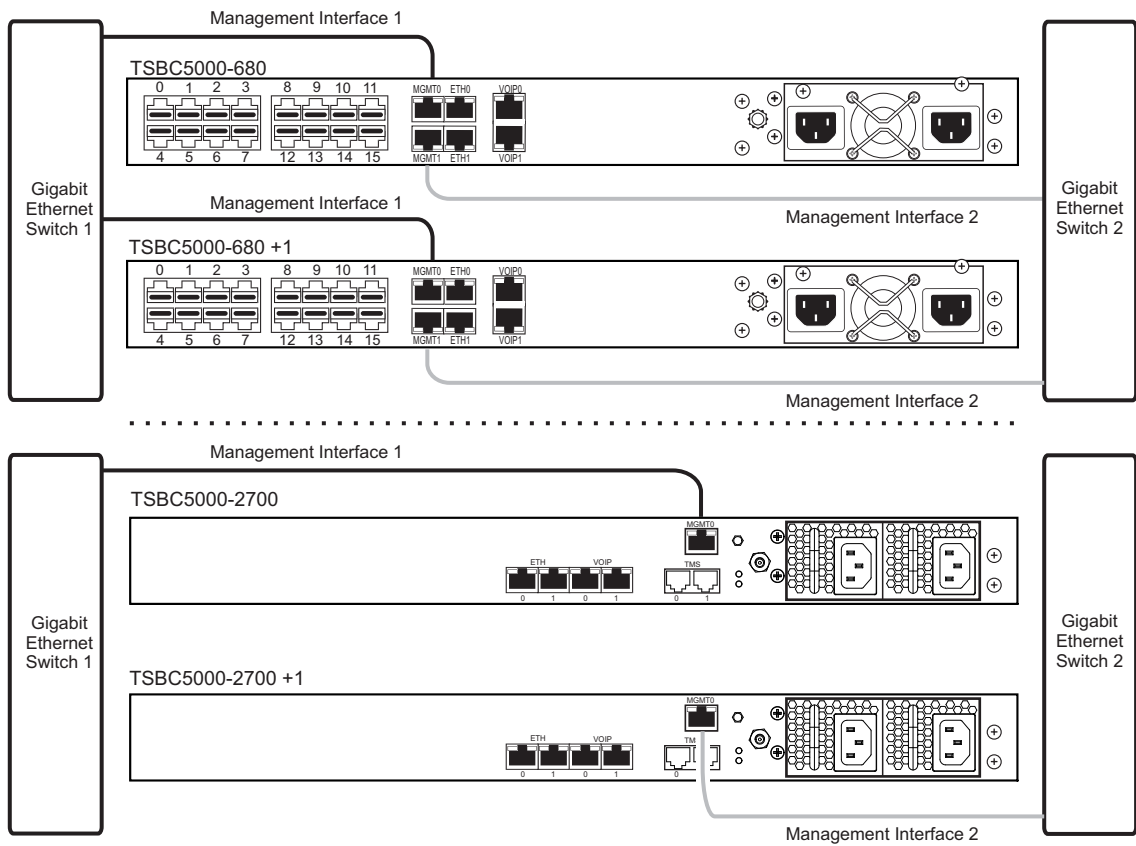 Management Interface 1
TSBC5000-680
0 1 2 3 8 9 10 11 MGMT0 ETH0 VOIP0
4 5 6 7 12 13 14 15 MGMT1 ETH1 VOIP1
Gigabit
Ethernet
Switch 1
Gigabit
Ethernet
Switch 2
Management Interface 1
Management Interface 2
TSBC5000-680 +1
0 1 2 3 8 9 10 11 MGMT0 ETH0 VOIP0
4 5 6 7 12 13 14 15 MGMT1 ETH1 VOIP1
Management Interface 2
Management Interface 1
TSBC5000-2700
MGMT0
ETH VOIP TMS
0 1 0 1 0 1
Gigabit
Ethernet
Switch 1
Gigabit
Ethernet
Switch 2
TSBC5000-2700 +1
MGMT0
ETH VOIP
0 1 0 1 0
Management Interface 2